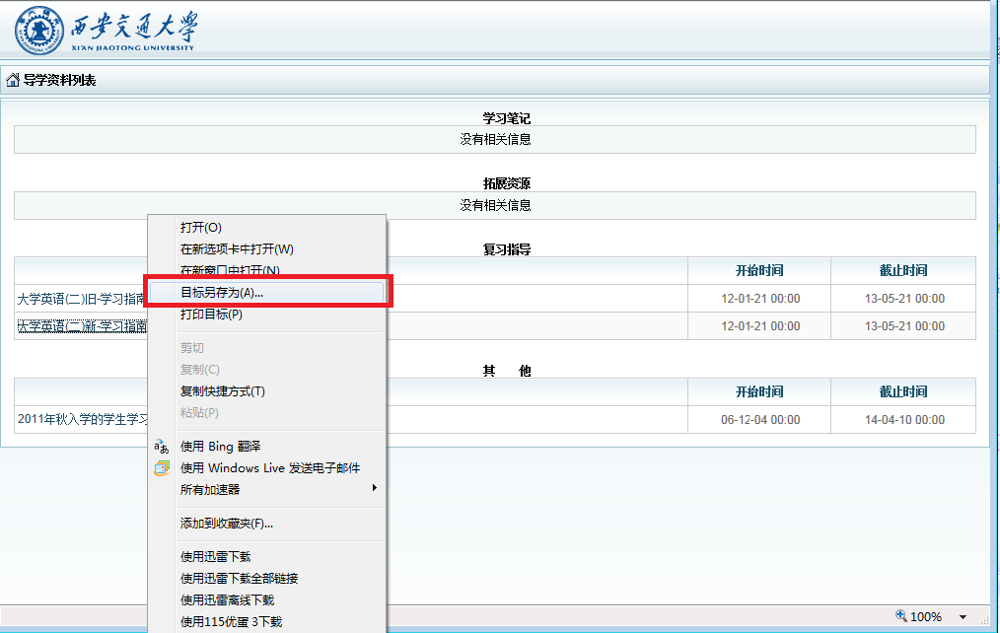 西安交通大学
XI'AN JIAOTONG UNIVERSITY
导学资料列表
学习笔记
没有相关信息
拓展资源
没有相关信息
复习指导
开始时间 截止时间
大学英语(二)旧-学习指南 12-01-21 00:00 13-05-21 00:00
大学英语(二)新-学习指南 12-01-21 00:00 13-05-21 00:00
其 他
开始时间 截止时间
2011年秋入学的学生学习 06-12-04 00:00 14-04-10 00:00
打开(O)
在新选项卡中打开(W)
在新窗口中打开(N)
目标另存为(A)...
打印目标(P)
剪切
复制(C)
复制快捷方式(T)
粘贴(P)
使用 Bing 翻译
使用 Windows Live 发送电子邮件
所有加速器
添加到收藏夹(F)...
使用迅雷下载
使用迅雷下载全部链接
使用迅雷离线下载
使用115优蛋 3下载
100%